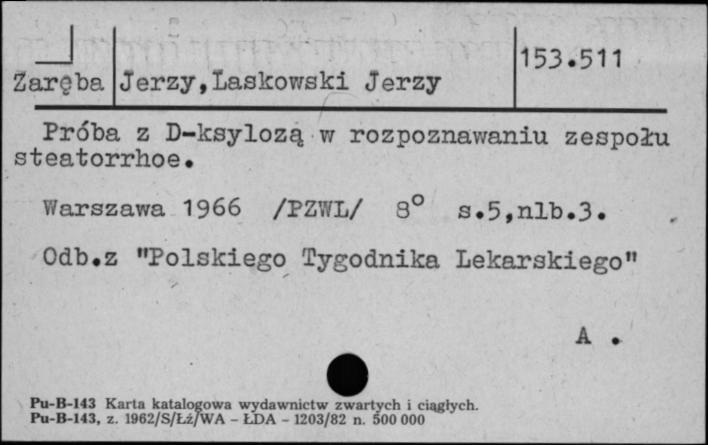 153.511
Zaręba Jerzy,Laskowski Jerzy
Próba z D-ksylozą w rozpoznawaniu zespołu
steatorrhoe.
Warszawa 1966 /PZWL/ 8° s.5,nlb.3.
Odb.z "Polskiego Tygodnika Lekarskiego"
A .
Pu-B-143 Karta katalogowa wydawnictw zwartych i ciągłych.
Pu-B-143, z. 1962/S/Łż/WA – ŁDA – 1203/82 n. 500 000